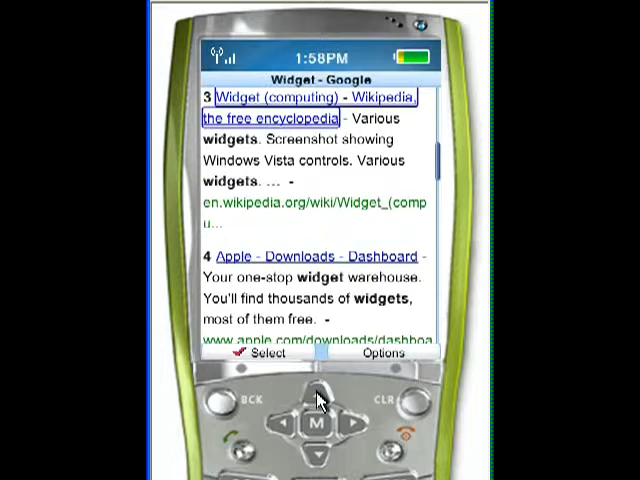 1:58PM
Widget - Google
3 Widget (computing) - Wikipedia,
the free encyclopedia - Various
widgets. Screenshot showing
Windows Vista controls. Various
widgets. ... -
en.wikipedia.org/wiki/Widget_(comp
u...
4 Apple - Downloads - Dashboard -
Your one-stop widget warehouse.
You'll find thousands of widgets,
most of them free. -
www.apple.com/downloads/dashboa
Select Options
BCK CLR
M